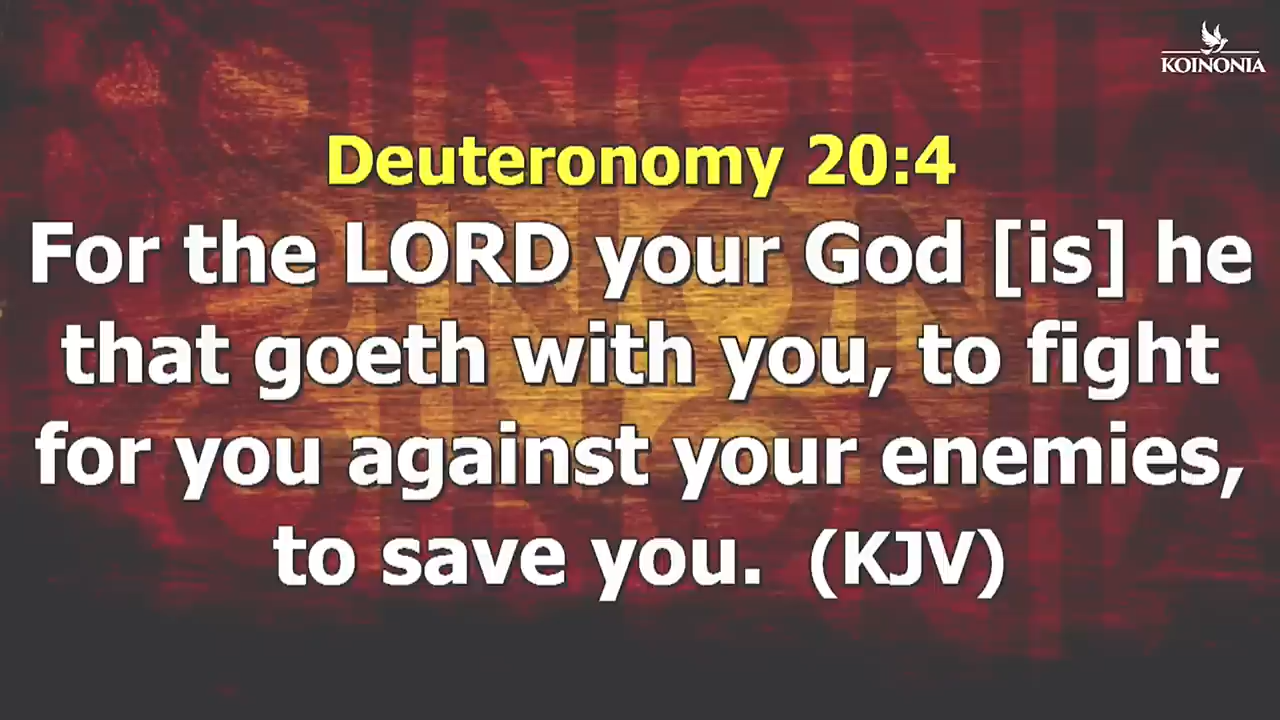 KOINONIA
Deuteronomy 20:4
For the LORD your God [is] he
that goeth with you, to fight
for you against your enemies,
to save you. (KJV)